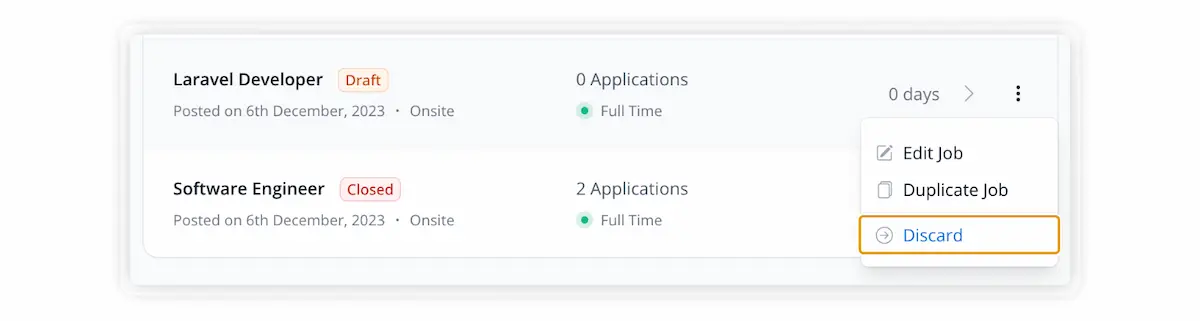 Laravel Developer Draft 0 Applications
0 days
Posted on 6th December, 2023 • Onsite Full Time
Edit Job
Duplicate Job
Software Engineer Closed 2 Applications
Posted on 6th December, 2023 • Onsite Full Time
Discard